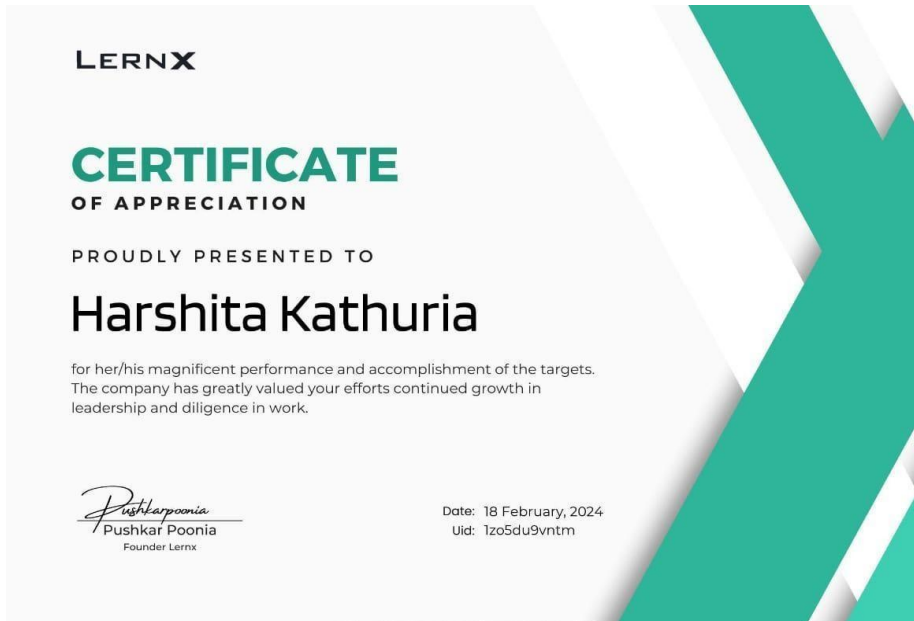 LERNX
CERTIFICATE
OF APPRECIATION
PROUDLY PRESENTED TO
Harshita Kathuria
for her/his magnificent performance and accomplishment of the targets.
The company has greatly valued your efforts continued growth in
leadership and diligence in work.
Pushkarpoonia
Pushkar Poonia
Founder Lernx
Date: 18 February, 2024
Uid: 1zo5du9vntm